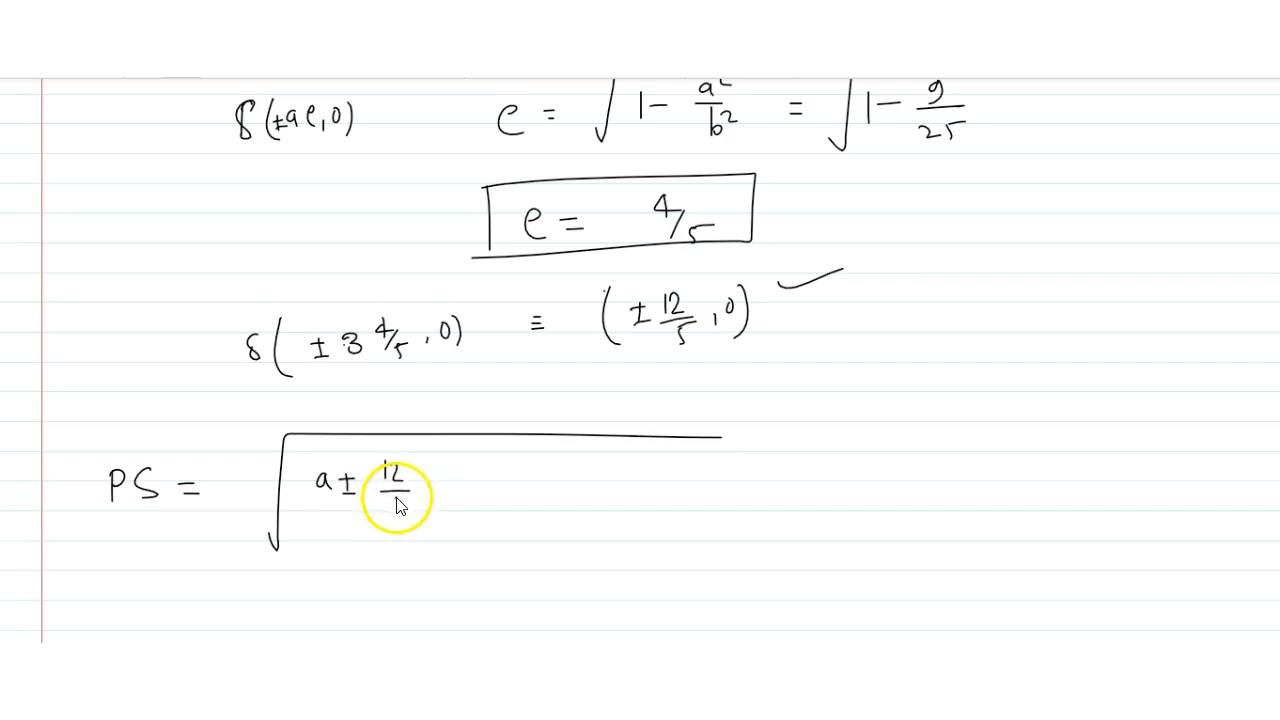 S(±ae,0) e = √1 - a²/b² = √1 - 9/25
e = 4/5
S(±3 4/5, 0) ≡ (± 12/5, 0) ✓
PS = √a ± 12/